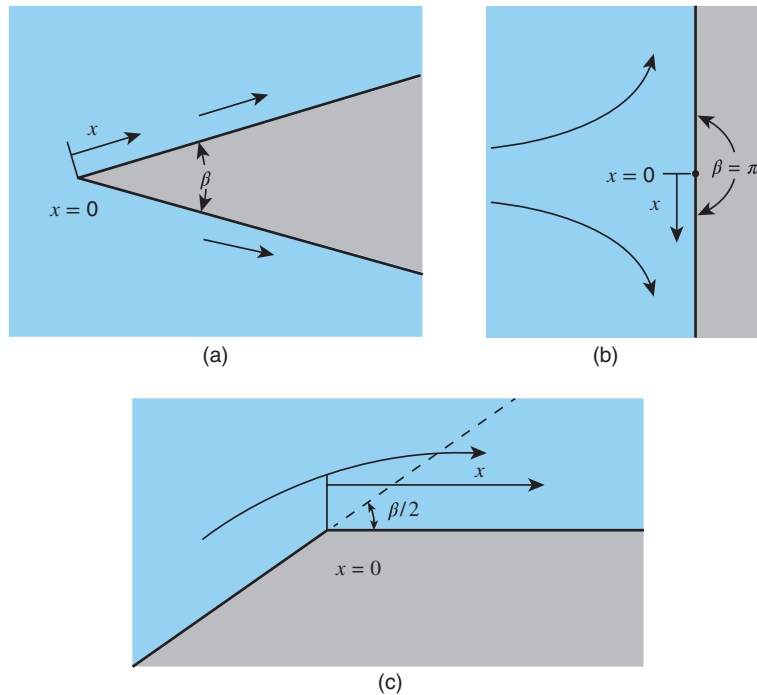 x
β
x = 0
(a)
x = 0
β = π
x
(b)
x
β/2
x = 0
(c)